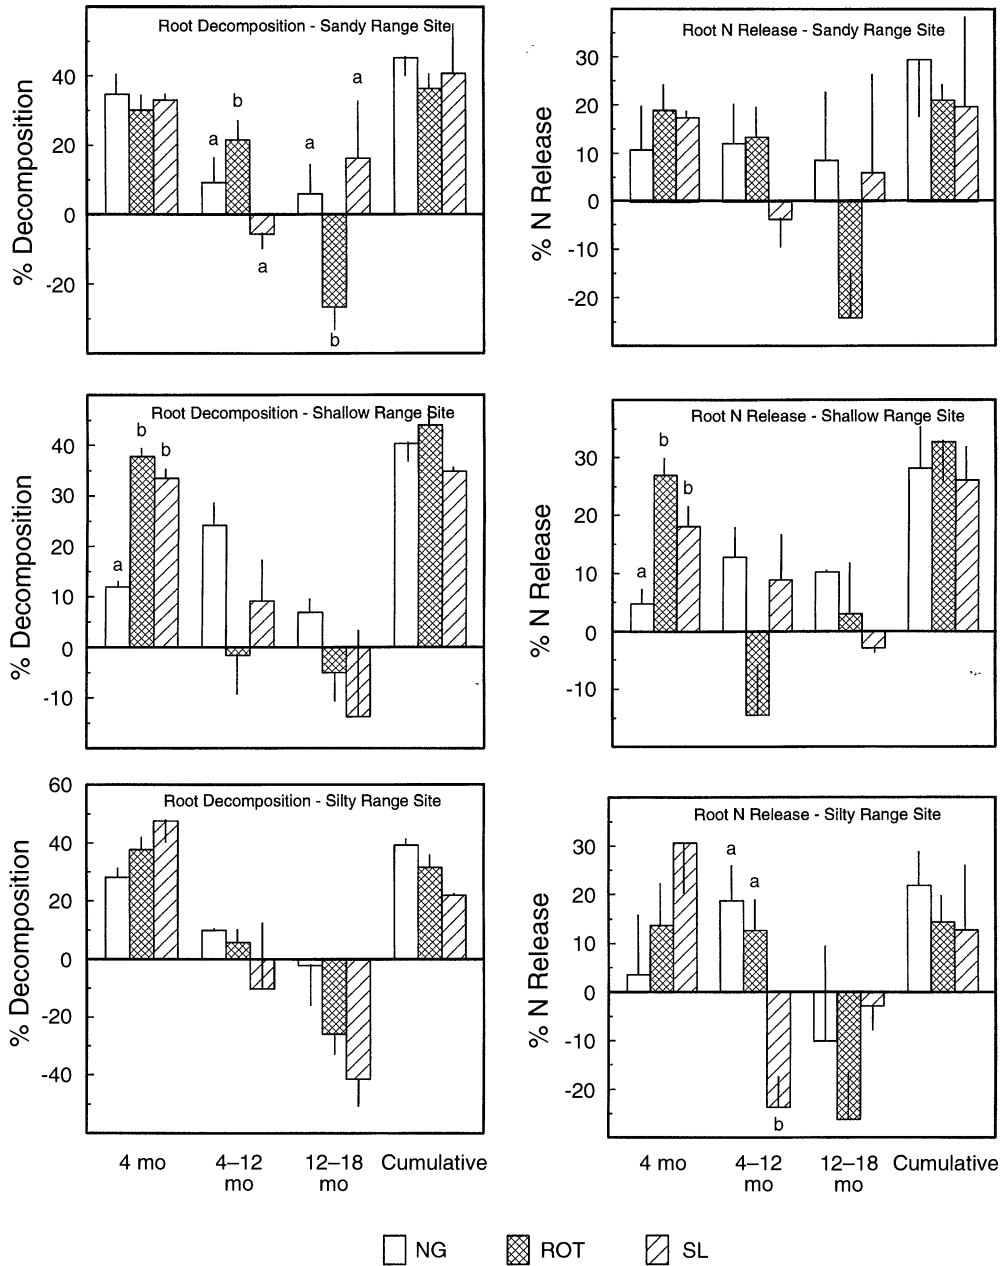 Root Decomposition - Sandy Range Site
% Decomposition
40
20
0
-20
a
b
a
a
b
a
Root N Release - Sandy Range Site
% N Release
30
20
10
0
-10
-20
Root Decomposition - Shallow Range Site
% Decomposition
40
30
20
10
0
-10
a
b
b
Root N Release - Shallow Range Site
% N Release
30
20
10
0
-10
a
b
b
Root Decomposition - Silty Range Site
% Decomposition
60
40
20
0
-20
-40
4 mo
4–12
mo
12–18
mo
Cumulative
Root N Release - Silty Range Site
% N Release
30
20
10
0
-10
-20
a
a
b
4 mo
4–12
mo
12–18
mo
Cumulative
NG
ROT
SL